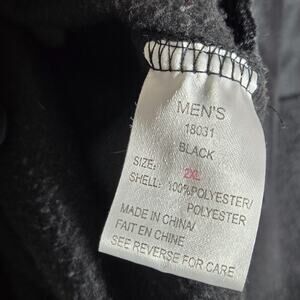 MEN'S
18031
BLACK
SIZE: 2XL
SHELL: 100%POLYESTER/
POLYESTER
MADE IN CHINA/
FAIT EN CHINE
SEE REVERSE FOR CARE